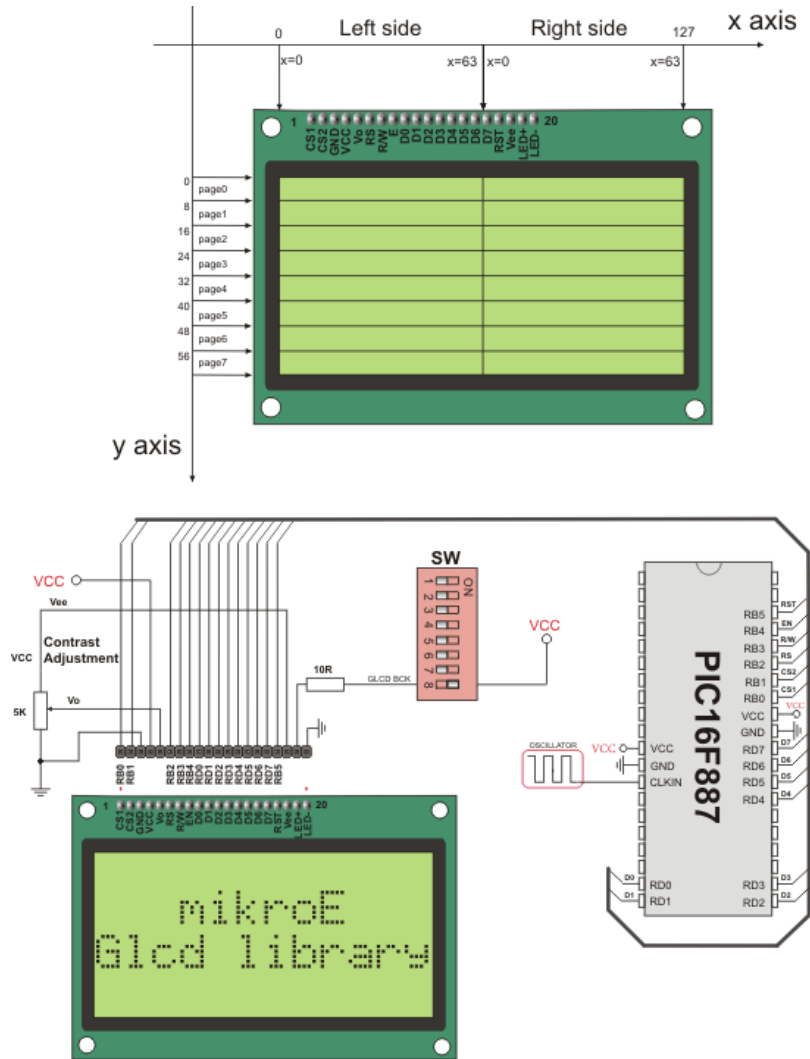 x axis
0 Left side Right side 127
x=0 x=63 x=0 x=63
1 20
CS1 CS2 GND VCC Vo RS R/W E D0 D1 D2 D3 D4 D5 D6 D7 RST Vee LED+ LED-
0
page0
8
page1
16
page2
24
page3
32
page4
40
page5
48
page6
56
page7
y axis
VCC
Vee
VCC
Contrast
Adjustment
5K
Vo
10R
GLCD BCK
SW
ON
1
2
3
4
5
6
7
8
VCC
RB0 RB1 RB2 RB3 RB4 RD0 RD1 RD2 RD3 RD4 RD5 RD6 RD7 RB5
1 20
CS1 CS2 GND VCC Vo RS R/W EN D0 D1 D2 D3 D4 D5 D6 D7 RST Vee LED+ LED-
mikroE
Glcd library
OSCILLATOR
PIC16F887
VCC
VCC
GND
CLKIN
RD0
RD1
D0
D1
RB5
RB4
RB3
RB2
RB1
RB0
VCC
GND
RD7
RD6
RD5
RD4
RD3
RD2
RST
EN
R/W
RS
CS2
CS1
VCC
D7
D6
D5
D4
D3
D2